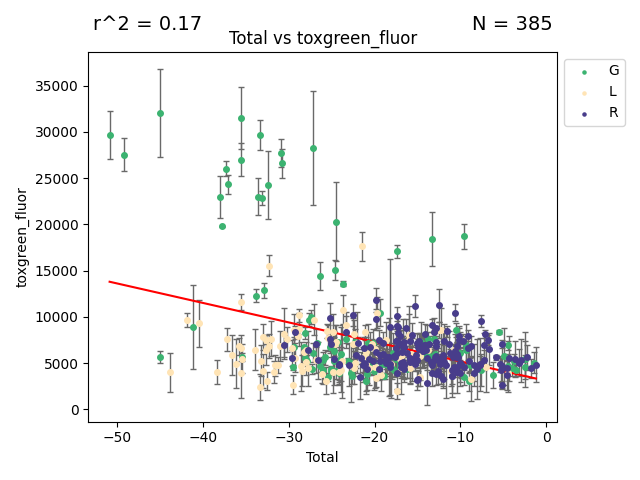 r^2 = 0.17
N = 385
Total vs toxgreen_fluor
G
L
R
toxgreen_fluor
35000
30000
25000
20000
15000
10000
5000
0
−50
−40
−30
−20
−10
0
Total